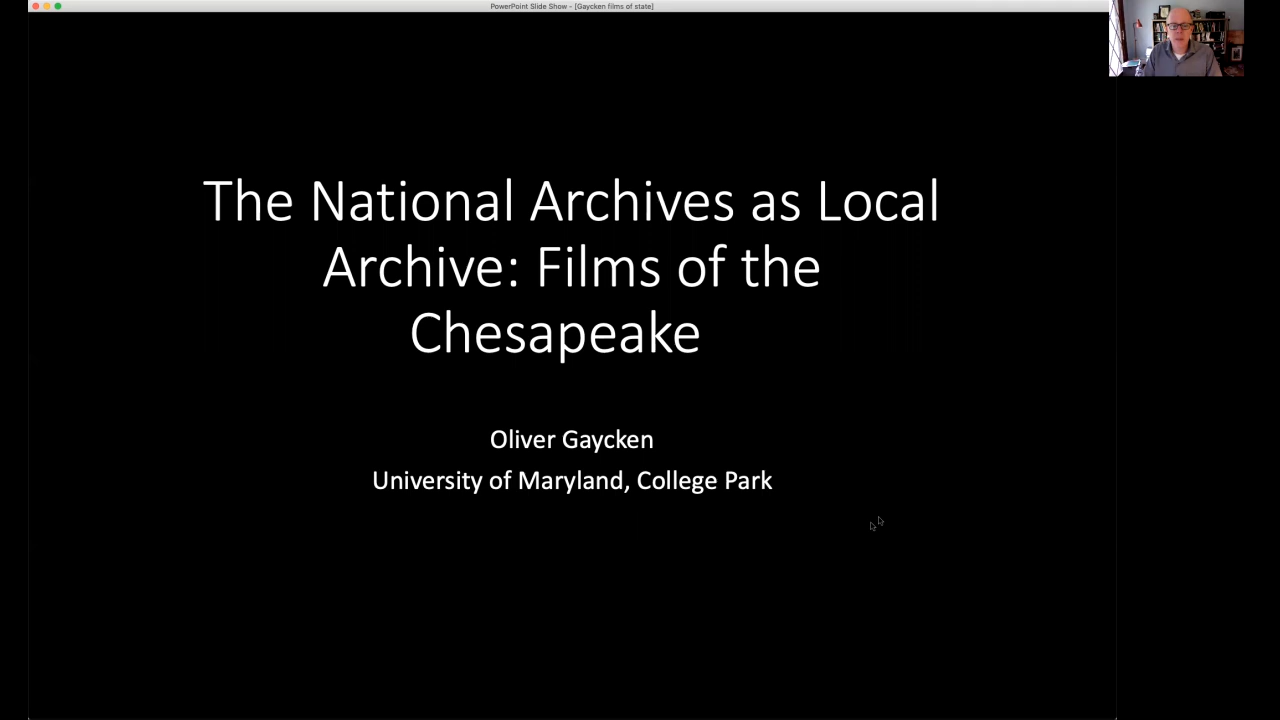 PowerPoint Slide Show - [Gaycken films of state]
The National Archives as Local
Archive: Films of the
Chesapeake
Oliver Gaycken
University of Maryland, College Park